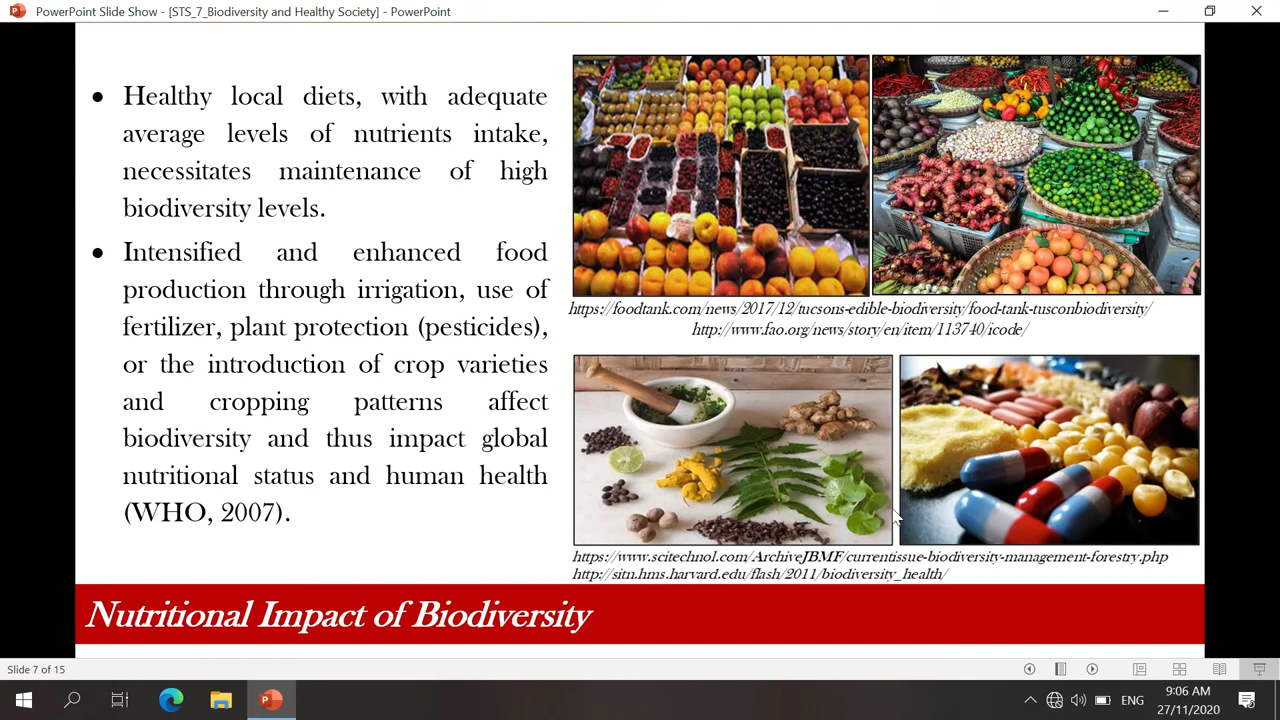 PowerPoint Slide Show - [STS_7_Biodiversity and Healthy Society] - PowerPoint
● Healthy local diets, with adequate
average levels of nutrients intake,
necessitates maintenance of high
biodiversity levels.
● Intensified and enhanced food
production through irrigation, use of
fertilizer, plant protection (pesticides),
or the introduction of crop varieties
and cropping patterns affect
biodiversity and thus impact global
nutritional status and human health
(WHO, 2007).
https://foodtank.com/news/2017/12/tucsons-edible-biodiversity/food-tank-tusconbiodiversity/
http://www.fao.org/news/story/en/item/113740/icode/
https://www.scitechnol.com/ArchiveJBMF/currentissue-biodiversity-management-forestry.php
http://sitn.hms.harvard.edu/flash/2011/biodiversity_health/
Nutritional Impact of Biodiversity
Slide 7 of 15
ENG
9:06 AM
27/11/2020